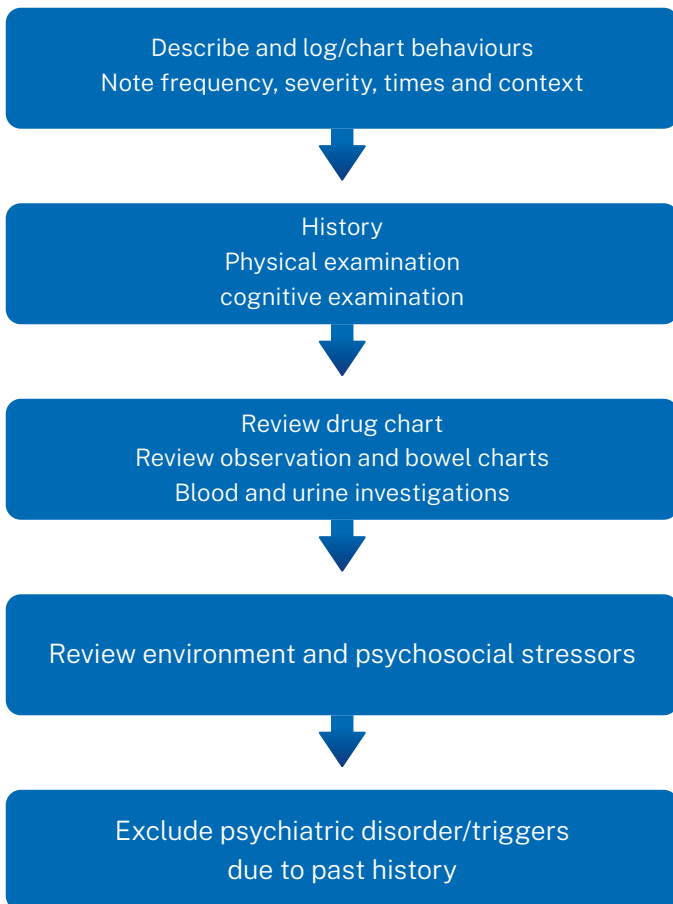 Describe and log/chart behaviours
Note frequency, severity, times and context
History
Physical examination
cognitive examination
Review drug chart
Review observation and bowel charts
Blood and urine investigations
Review environment and psychosocial stressors
Exclude psychiatric disorder/triggers
due to past history